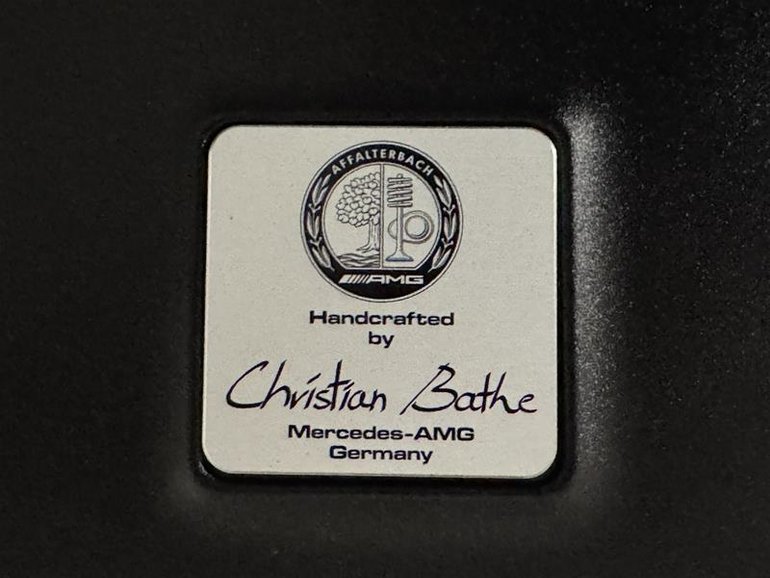 AFFALTERBACH
AMG
Handcrafted
by
Christian Bathe
Mercedes-AMG
Germany